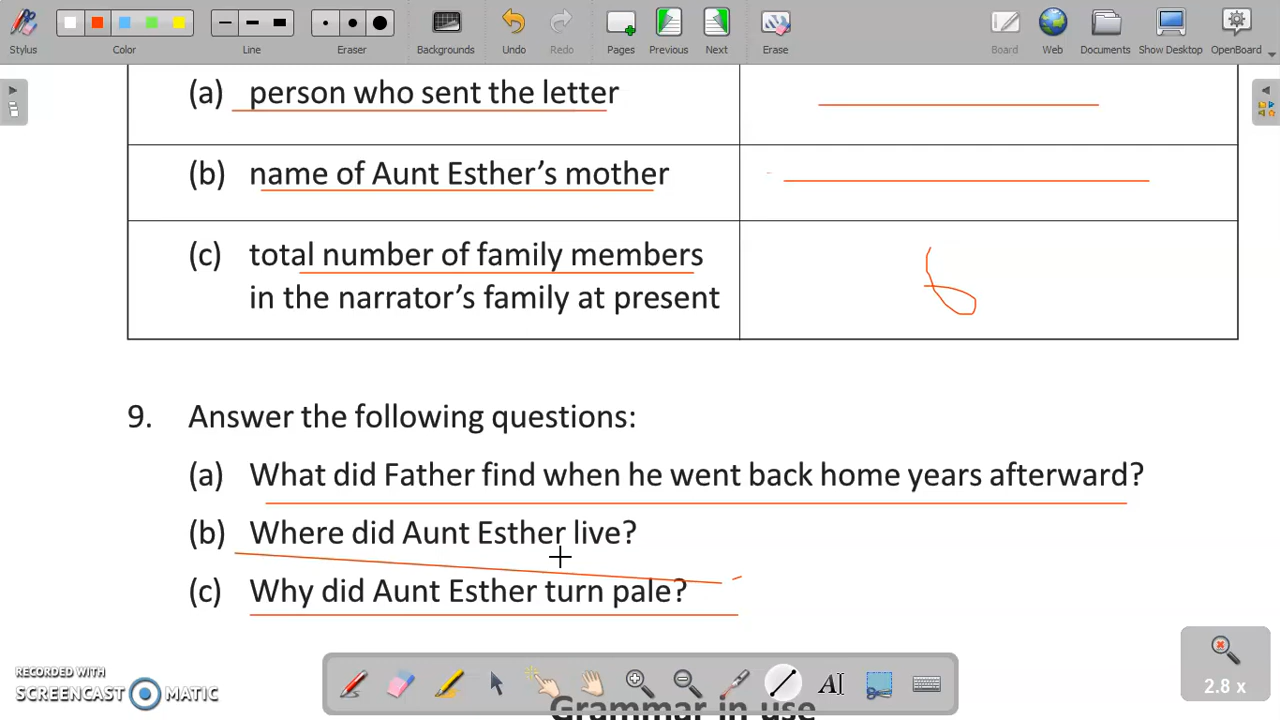 Stylus
Color
Line
Eraser
Backgrounds
Undo
Redo
Pages
Previous
Next
Erase
Board
Web
Documents
Show Desktop
OpenBoard
(a) person who sent the letter
(b) name of Aunt Esther's mother
(c) total number of family members
in the narrator's family at present
9. Answer the following questions:
(a) What did Father find when he went back home years afterward?
(b) Where did Aunt Esther live?
(c) Why did Aunt Esther turn pale?
Grammar in use
RECORDED WITH
SCREENCAST MATIC
2.8 x